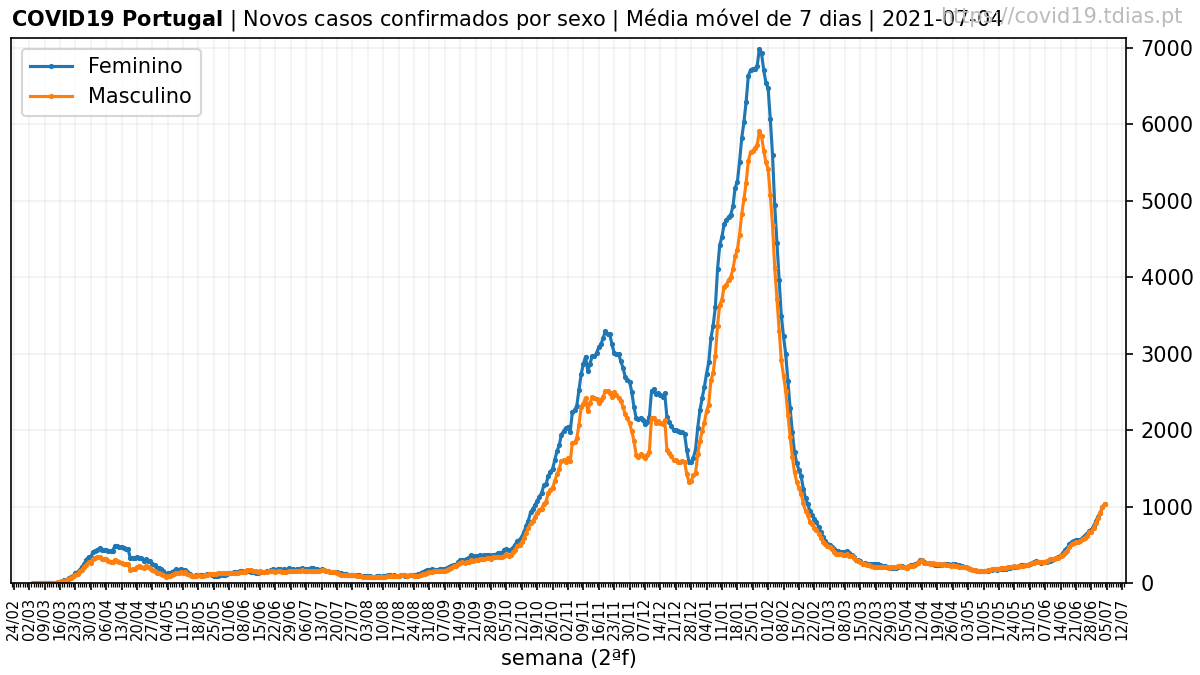 COVID19 Portugal | Novos casos confirmados por sexo | Média móvel de 7 dias | 2021-07-04
https://covid19.tdias.pt
Feminino
Masculino
7000
6000
5000
4000
3000
2000
1000
0
24/02 02/03 09/03 16/03 23/03 30/03 06/04 13/04 20/04 27/04 04/05 11/05 18/05 25/05 01/06 08/06 15/06 22/06 29/06 06/07 13/07 20/07 27/07 03/08 10/08 17/08 24/08 31/08 07/09 14/09 21/09 28/09 05/10 12/10 19/10 26/10 02/11 09/11 16/11 23/11 30/11 07/12 14/12 21/12 28/12 04/01 11/01 18/01 25/01 01/02 08/02 15/02 22/02 01/03 08/03 15/03 22/03 29/03 05/04 12/04 19/04 26/04 03/05 10/05 17/05 24/05 31/05 07/06 14/06 21/06 28/06 05/07 12/07
semana (2ªf)